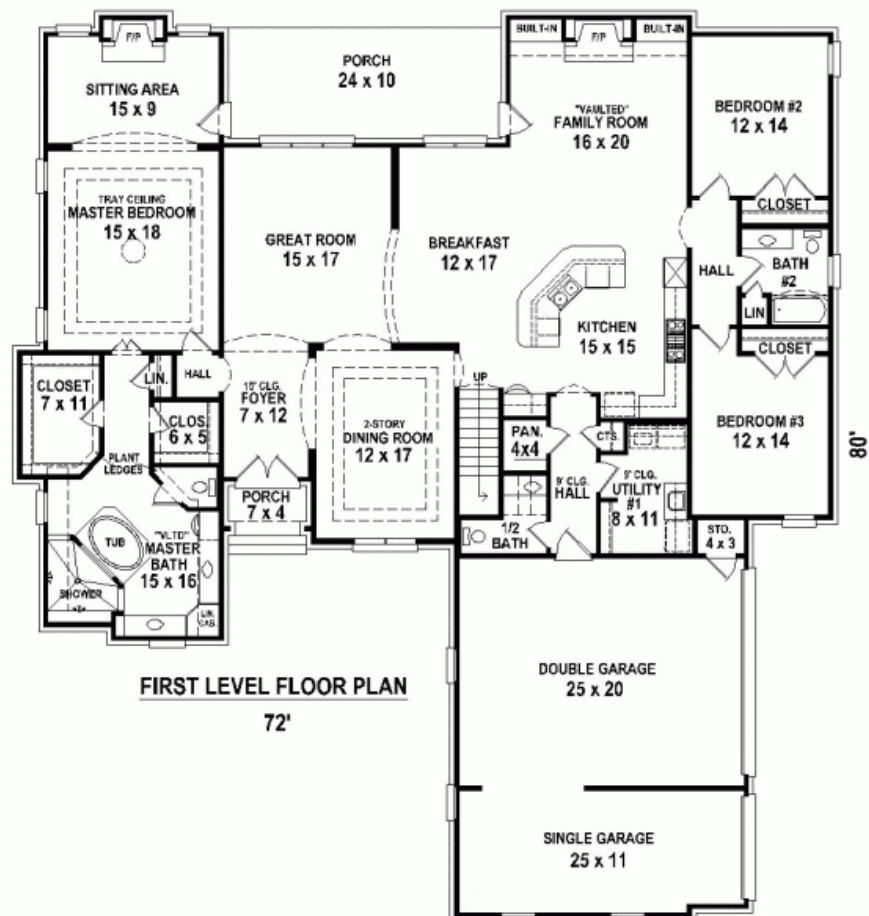 F/P
SITTING AREA
15 x 9
PORCH
24 x 10
BUILT-IN
F/P
BUILT-IN
"VAULTED"
FAMILY ROOM
16 x 20
BEDROOM #2
12 x 14
CLOSET
TRAY CEILING
MASTER BEDROOM
15 x 18
GREAT ROOM
15 x 17
BREAKFAST
12 x 17
HALL
BATH
#2
LIN
KITCHEN
15 x 15
CLOSET
BEDROOM #3
12 x 14
CLOSET
7 x 11
LIN.
HALL
CLOS.
6 x 5
PLANT
LEDGES
15' CLG.
FOYER
7 x 12
2-STORY
DINING ROOM
12 x 17
UP
PAN.
4x4
CTS.
9' CLG.
HALL
9' CLG.
UTILITY
#1
8 x 11
1/2
BATH
STO.
4 x 3
PORCH
7 x 4
TUB
"VLTD"
MASTER
BATH
15 x 16
SHOWER
LIN.
CAB.
80'
FIRST LEVEL FLOOR PLAN
72'
DOUBLE GARAGE
25 x 20
SINGLE GARAGE
25 x 11